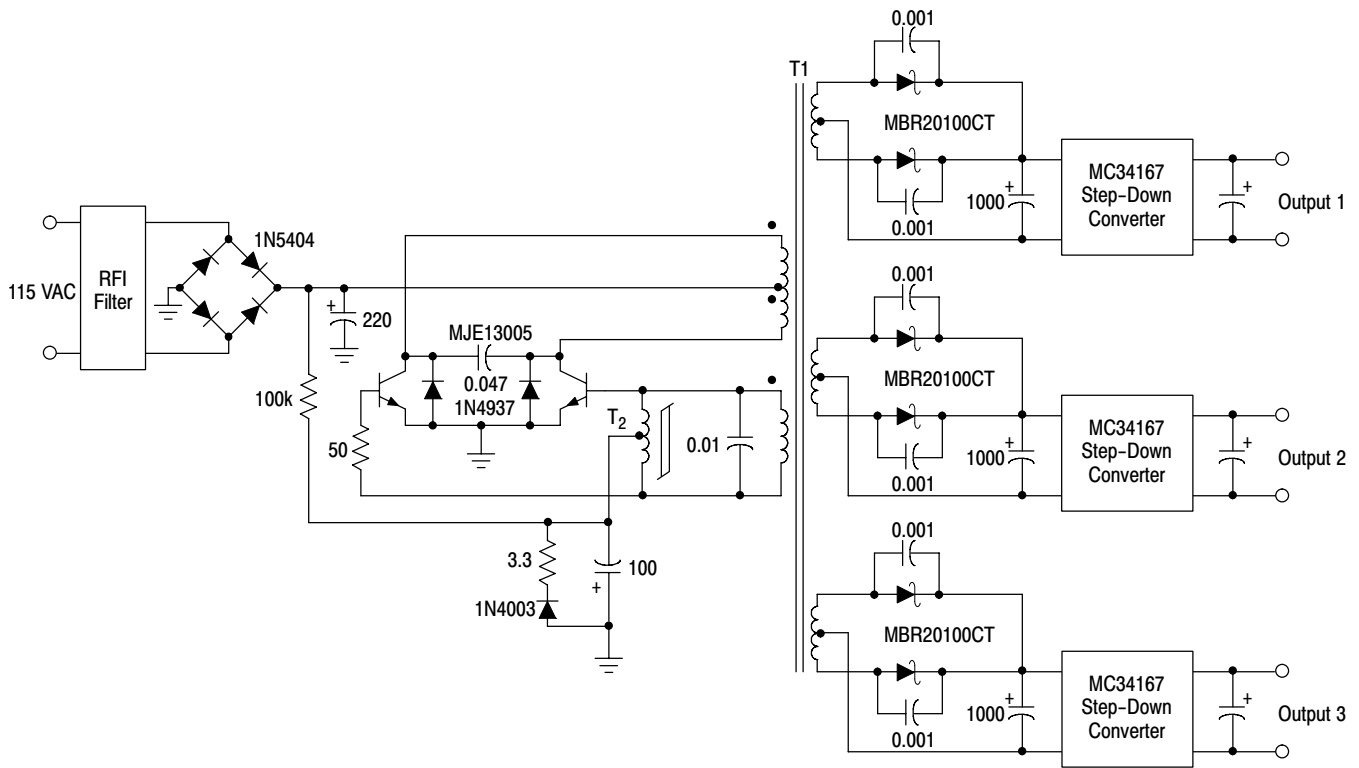 0.001
T1
MBR20100CT
0.001
1000
+
MC34167
Step-Down
Converter
+
Output 1
115 VAC
RFI
Filter
1N5404
+
220
MJE13005
0.047
1N4937
100k
50
T2
0.01
3.3
100
+
1N4003
0.001
MBR20100CT
0.001
1000
+
MC34167
Step-Down
Converter
+
Output 2
0.001
MBR20100CT
0.001
1000
+
MC34167
Step-Down
Converter
+
Output 3